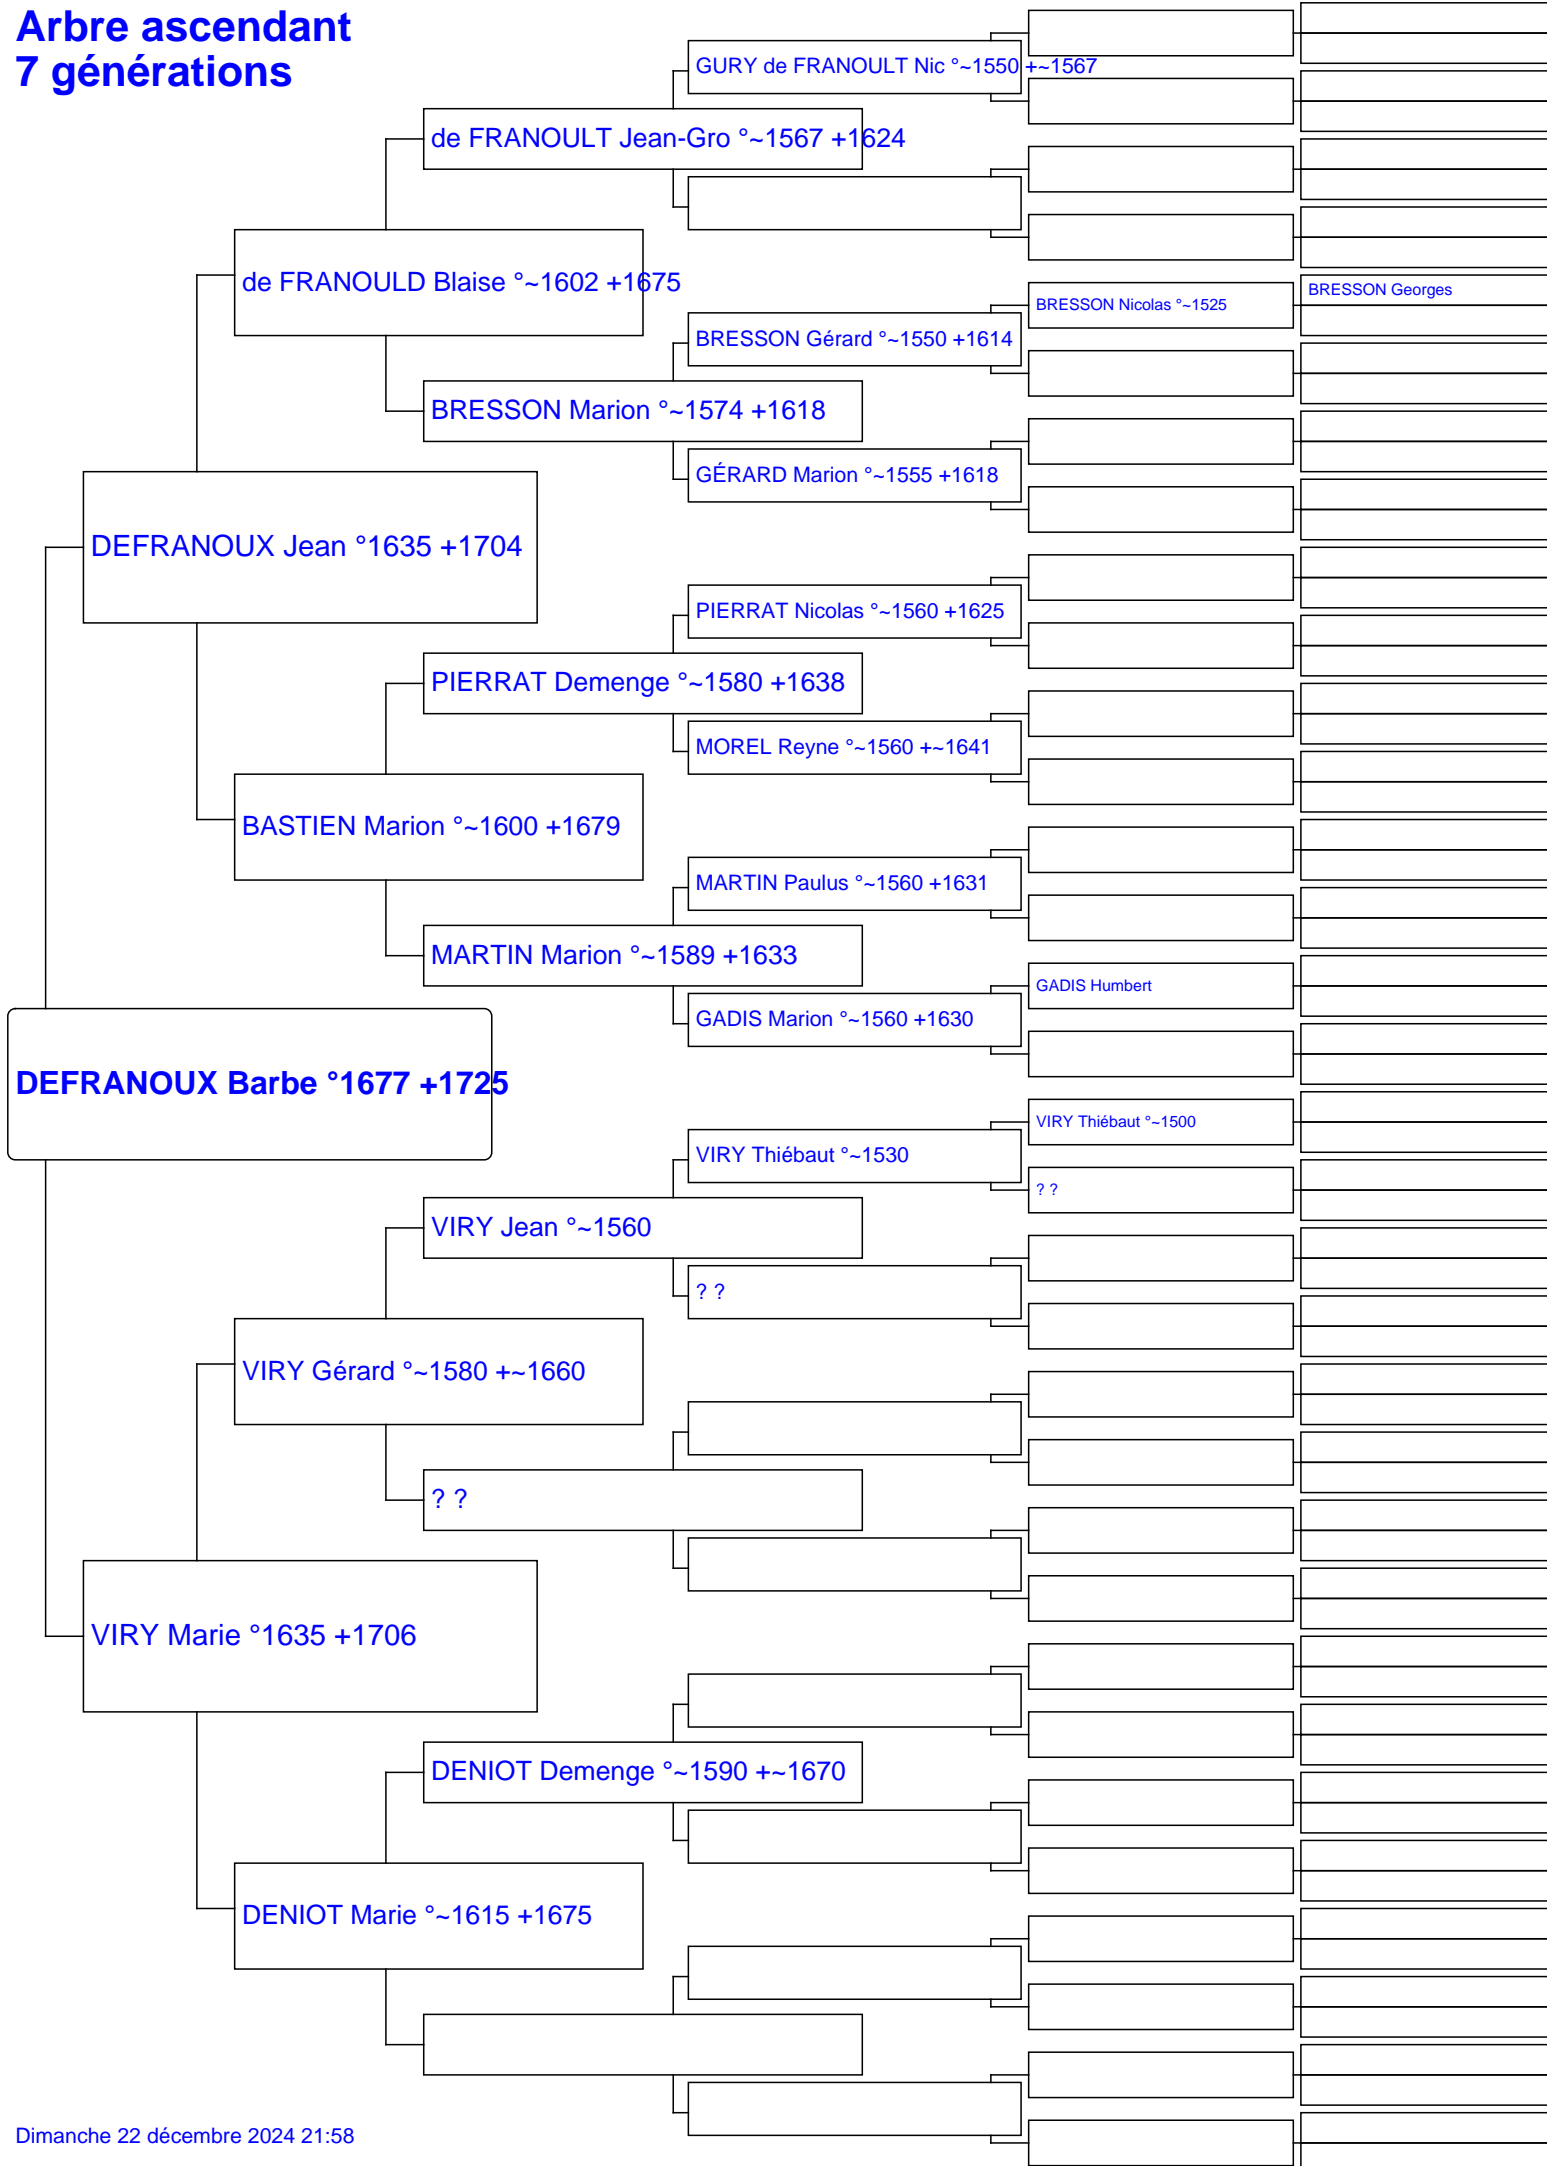 Arbre ascendant
7 générations
GURY de FRANOULT Nic °~1550 +~1567
de FRANOULT Jean-Gro °~1567 +1624
de FRANOULD Blaise °~1602 +1675
BRESSON Georges
BRESSON Nicolas °~1525
BRESSON Gérard °~1550 +1614
BRESSON Marion °~1574 +1618
GÉRARD Marion °~1555 +1618
DEFRANOUX Jean °1635 +1704
PIERRAT Nicolas °~1560 +1625
PIERRAT Demenge °~1580 +1638
MOREL Reyne °~1560 +~1641
BASTIEN Marion °~1600 +1679
MARTIN Paulus °~1560 +1631
MARTIN Marion °~1589 +1633
GADIS Humbert
GADIS Marion °~1560 +1630
DEFRANOUX Barbe °1677 +1725
VIRY Thiébaut °~1500
VIRY Thiébaut °~1530
? ?
VIRY Jean °~1560
? ?
VIRY Gérard °~1580 +~1660
? ?
VIRY Marie °1635 +1706
DENIOT Demenge °~1590 +~1670
DENIOT Marie °~1615 +1675
Dimanche 22 décembre 2024 21:58